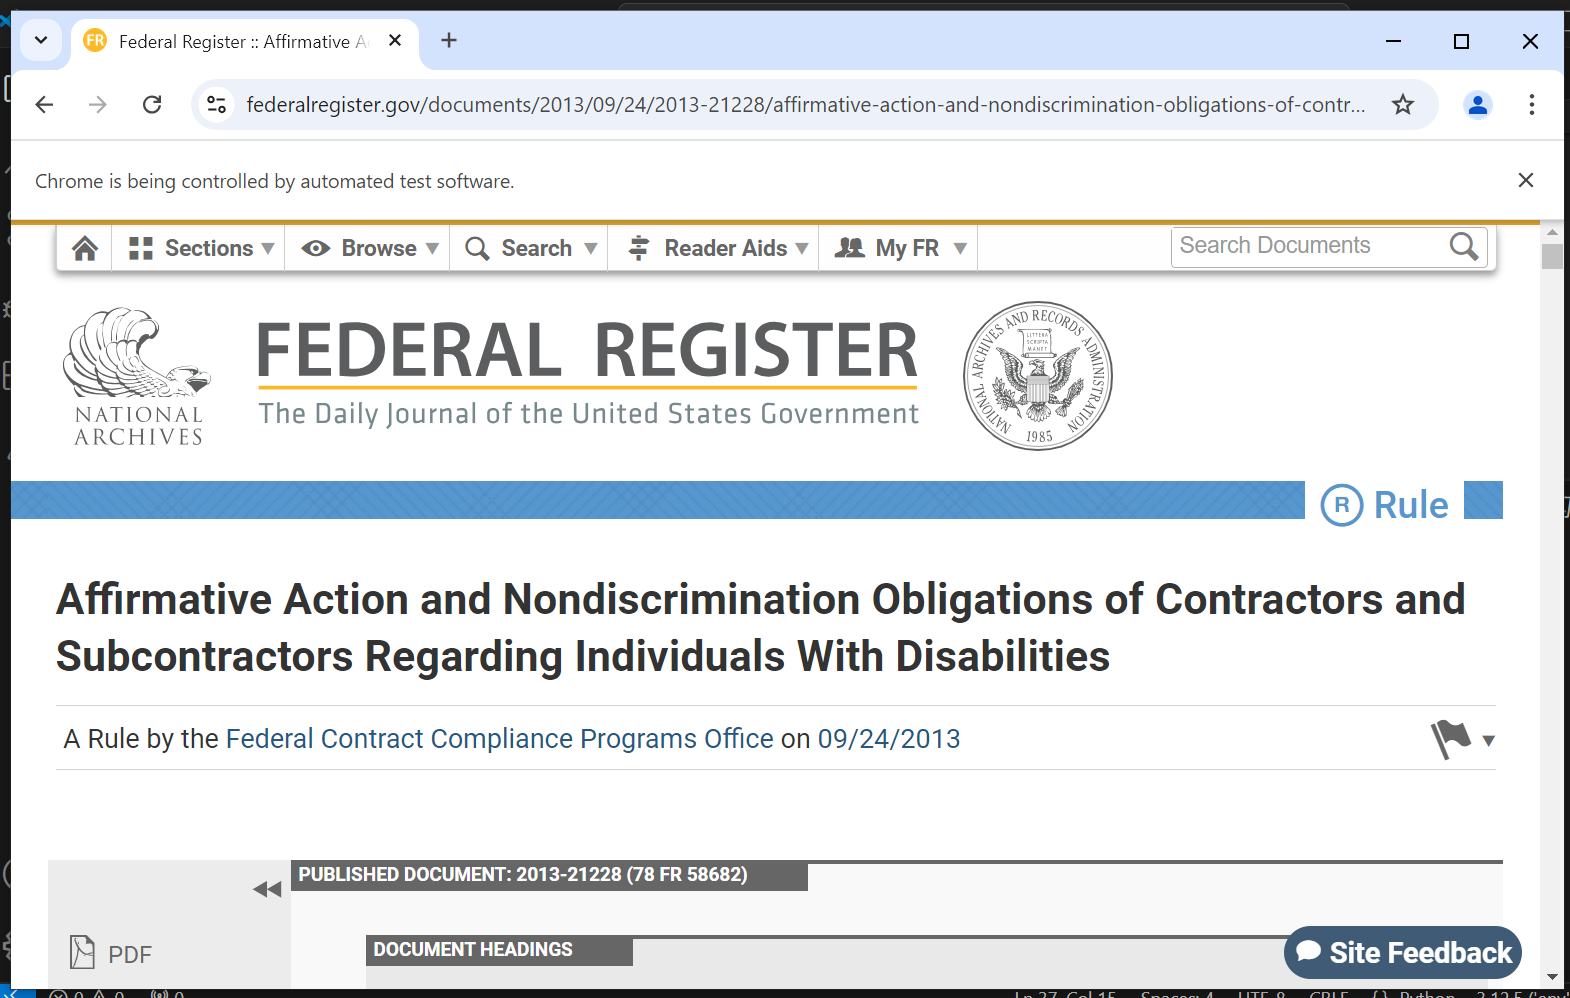 Federal Register :: Affirmative A
federalregister.gov/documents/2013/09/24/2013-21228/affirmative-action-and-nondiscrimination-obligations-of-contr...
Chrome is being controlled by automated test software.
Sections Browse Search Reader Aids My FR Search Documents
NATIONAL
ARCHIVES
FEDERAL REGISTER
The Daily Journal of the United States Government
NATIONAL ARCHIVES AND RECORDS ADMINISTRATION
LITTERA
SCRIPTA
MANET
1985
R Rule
Affirmative Action and Nondiscrimination Obligations of Contractors and
Subcontractors Regarding Individuals With Disabilities
A Rule by the Federal Contract Compliance Programs Office on 09/24/2013
PUBLISHED DOCUMENT: 2013-21228 (78 FR 58682)
PDF
DOCUMENT HEADINGS
Site Feedback